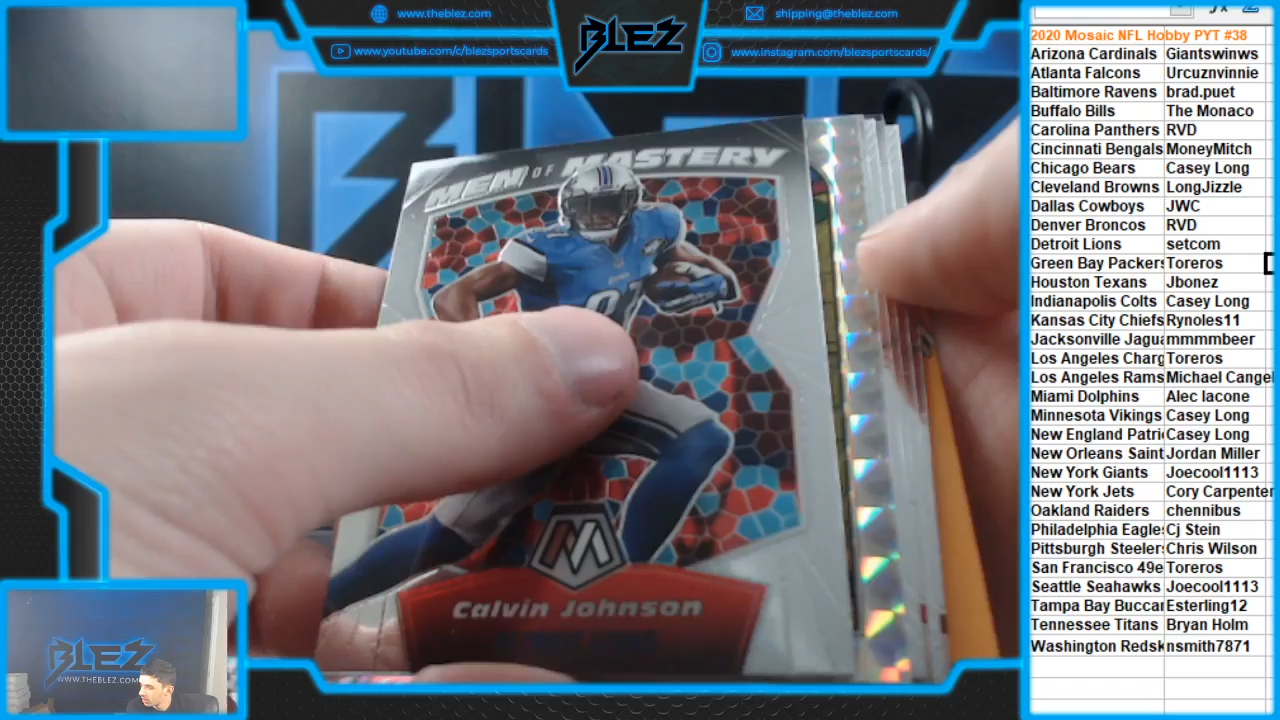 www.theblez.com
www.youtube.com/c/blezsportscards
BLEZ
shipping@theblez.com
www.instagram.com/blezsportscards/
MEN OF MASTERY
Calvin Johnson
BLEZ
WWW.THEBLEZ.COM
2020 Mosaic NFL Hobby PYT #38
Arizona Cardinals Giantswinws
Atlanta Falcons Urcuznvinnie
Baltimore Ravens brad.puet
Buffalo Bills The Monaco
Carolina Panthers RVD
Cincinnati Bengals MoneyMitch
Chicago Bears Casey Long
Cleveland Browns LongJizzle
Dallas Cowboys JWC
Denver Broncos RVD
Detroit Lions setcom
Green Bay Packers Toreros
Houston Texans Jbonez
Indianapolis Colts Casey Long
Kansas City Chiefs Rynoles11
Jacksonville Jagua mmmmbeer
Los Angeles Charg Toreros
Los Angeles Rams Michael Cangel
Miami Dolphins Alec Iacone
Minnesota Vikings Casey Long
New England Patri Casey Long
New Orleans Saint Jordan Miller
New York Giants Joecool1113
New York Jets Cory Carpenter
Oakland Raiders chennibus
Philadelphia Eagle Cj Stein
Pittsburgh Steeler Chris Wilson
San Francisco 49e Toreros
Seattle Seahawks Joecool1113
Tampa Bay Buccar Esterling12
Tennessee Titans Bryan Holm
Washington Redsk nsmith7871